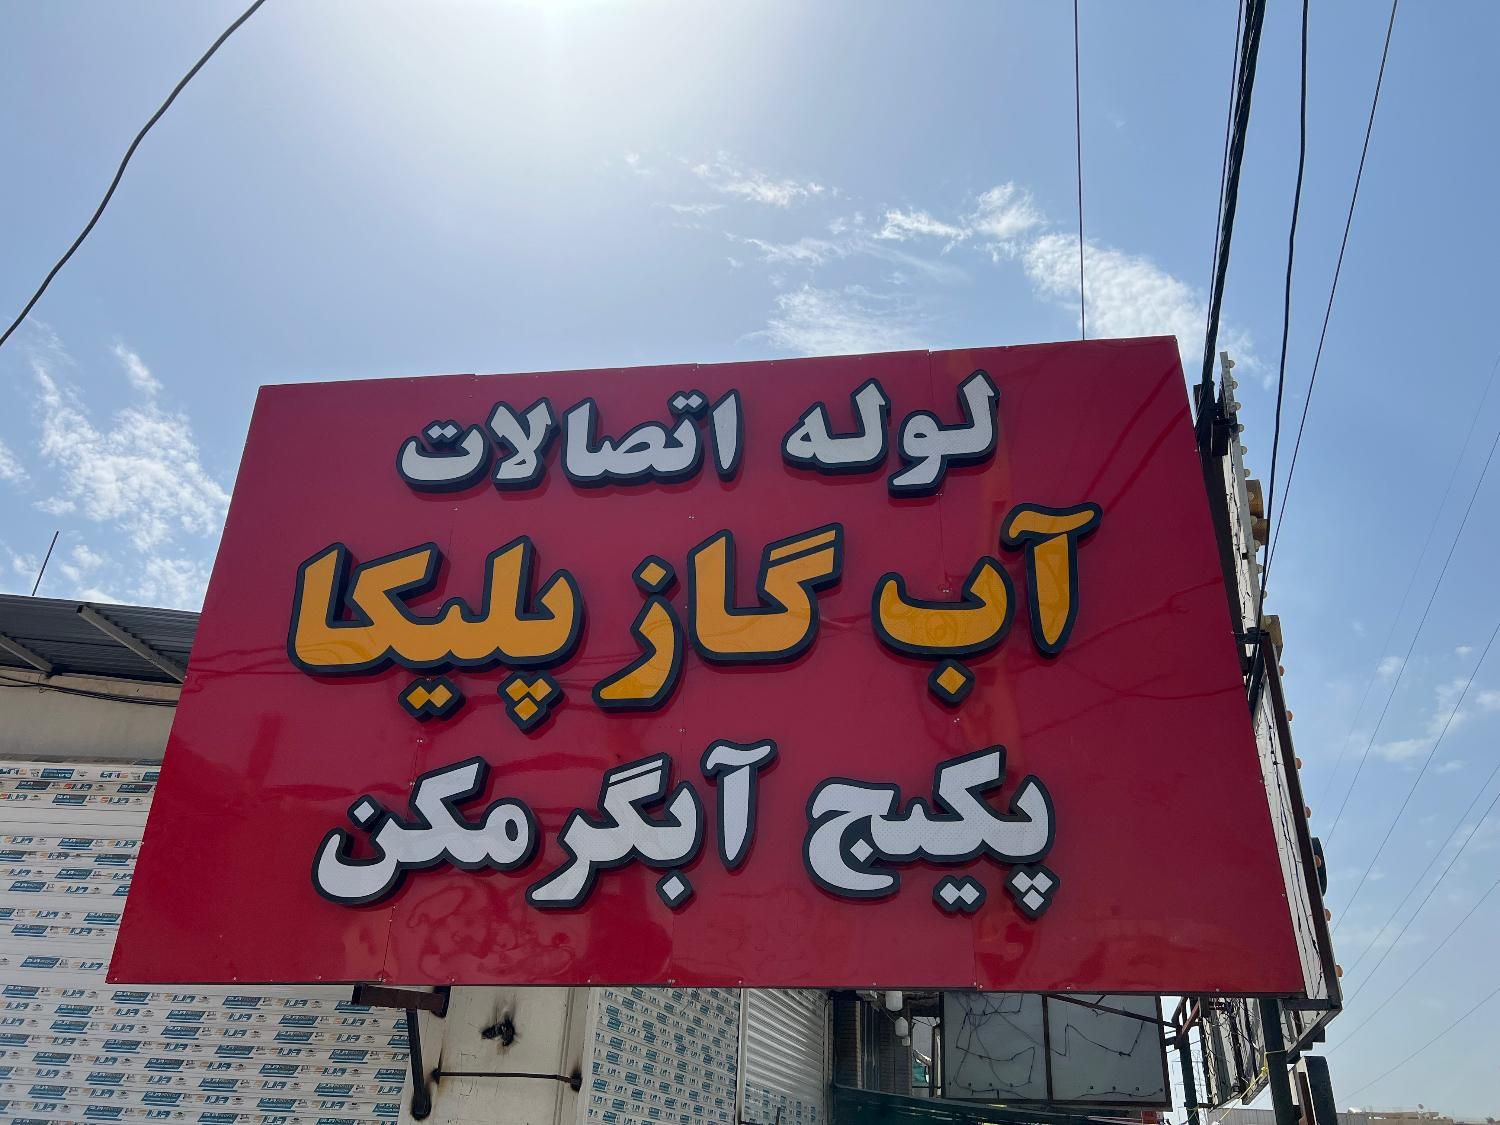 لوله اتصالات
آب گاز پلیکا
پکیج آبگرمکن